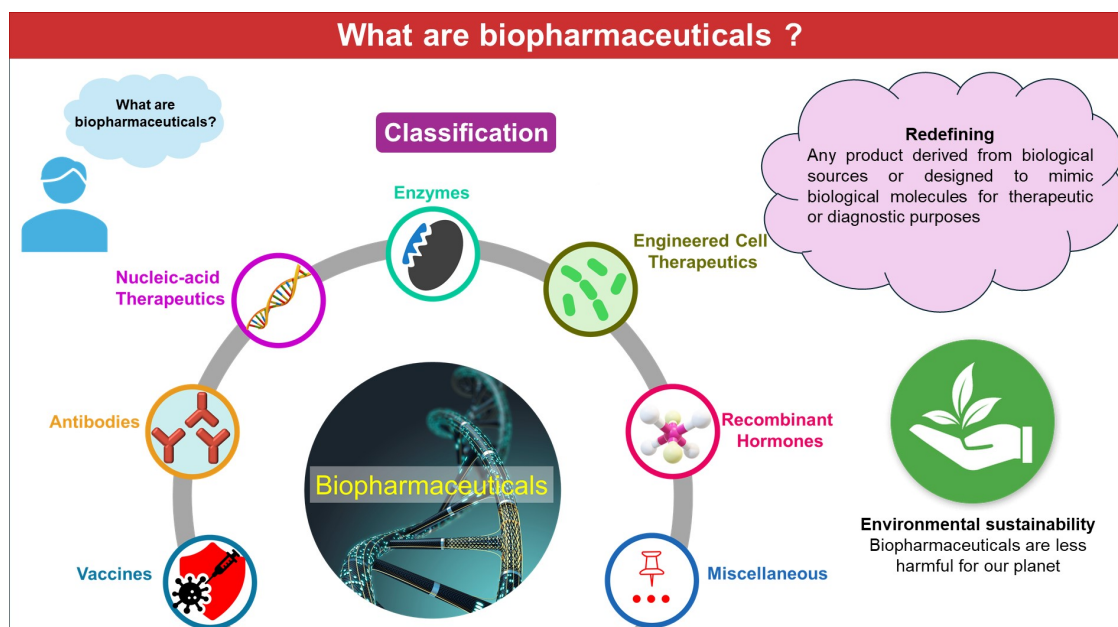 What are biopharmaceuticals ?
What are
biopharmaceuticals?
Classification
Enzymes
Nucleic-acid
Therapeutics
Engineered Cell
Therapeutics
Antibodies
Recombinant
Hormones
Biopharmaceuticals
Vaccines
Miscellaneous
Redefining
Any product derived from biological
sources or designed to mimic
biological molecules for therapeutic
or diagnostic purposes
Environmental sustainability
Biopharmaceuticals are less
harmful for our planet